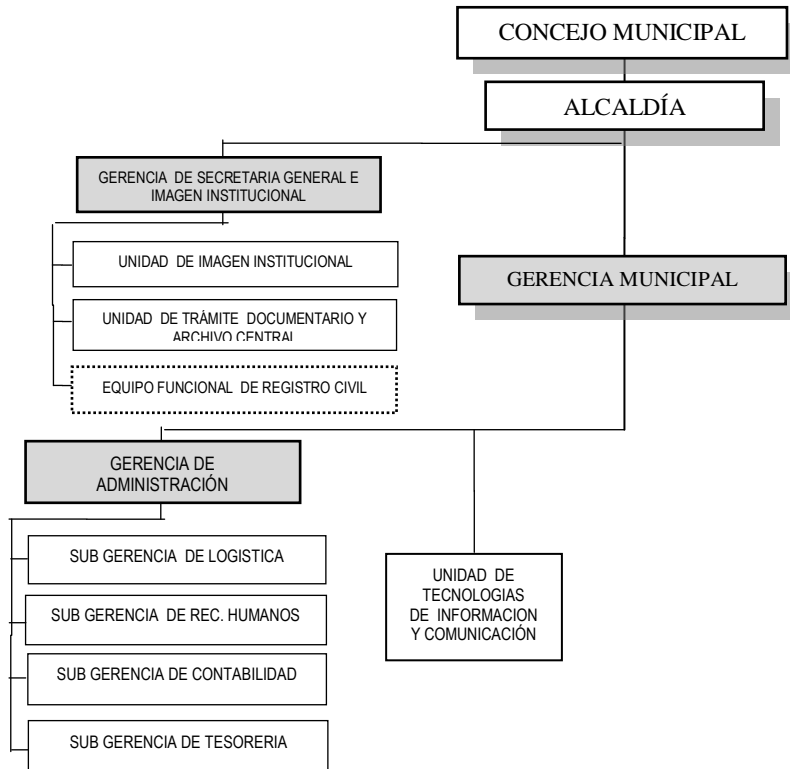 CONCEJO MUNICIPAL
ALCALDÍA
GERENCIA DE SECRETARIA GENERAL E
IMAGEN INSTITUCIONAL
UNIDAD DE IMAGEN INSTITUCIONAL
GERENCIA MUNICIPAL
UNIDAD DE TRÁMITE DOCUMENTARIO Y
ARCHIVO CENTRAL
EQUIPO FUNCIONAL DE REGISTRO CIVIL
GERENCIA DE
ADMINISTRACIÓN
SUB GERENCIA DE LOGISTICA
SUB GERENCIA DE REC. HUMANOS
SUB GERENCIA DE CONTABILIDAD
SUB GERENCIA DE TESORERIA
UNIDAD DE
TECNOLOGIAS
DE INFORMACION
Y COMUNICACIÓN